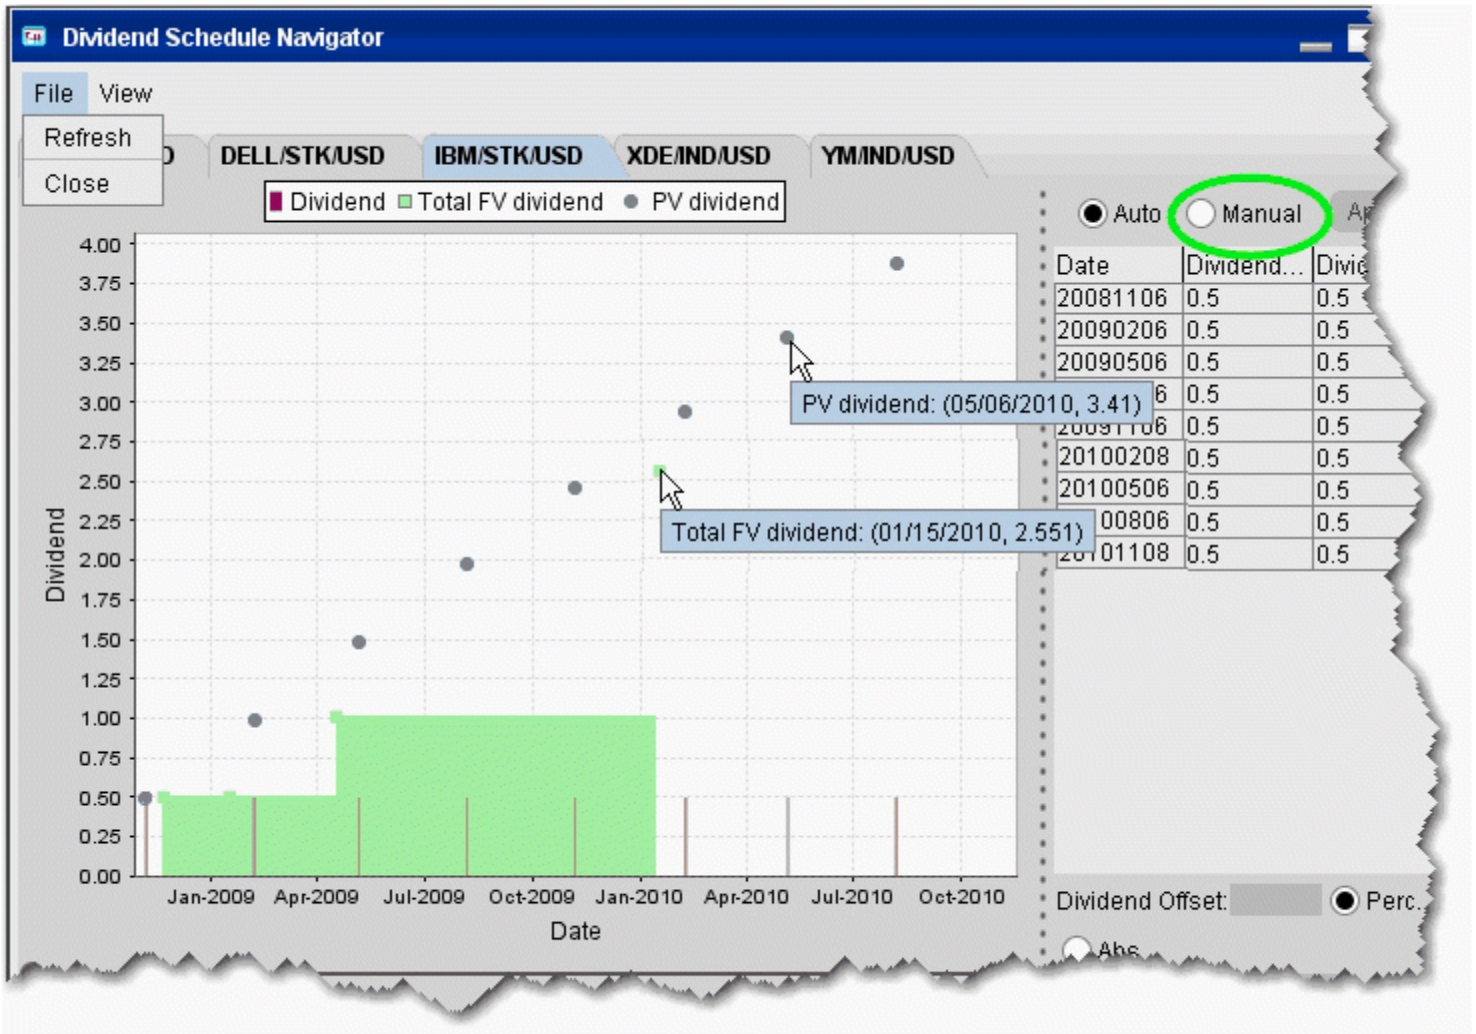 Dividend Schedule Navigator
File View
Refresh
Close
DELL/STK/USD IBM/STK/USD XDE/IND/USD YM/IND/USD
Dividend Total FV dividend PV dividend
Auto Manual
4.00
3.75
3.50
3.25
3.00
2.75
2.50
2.25
2.00
1.75
1.50
1.25
1.00
0.75
0.50
0.25
0.00
Dividend
Jan-2009 Apr-2009 Jul-2009 Oct-2009 Jan-2010 Apr-2010 Jul-2010 Oct-2010
Date
PV dividend: (05/06/2010, 3.41)
Total FV dividend: (01/15/2010, 2.551)
Date Dividend...
20081106 0.5 0.5
20090206 0.5 0.5
20090506 0.5 0.5
6 0.5 0.5
20091106 0.5 0.5
20100208 0.5 0.5
20100506 0.5 0.5
00806 0.5 0.5
20101108 0.5 0.5
Dividend Offset: Perc..
Abs